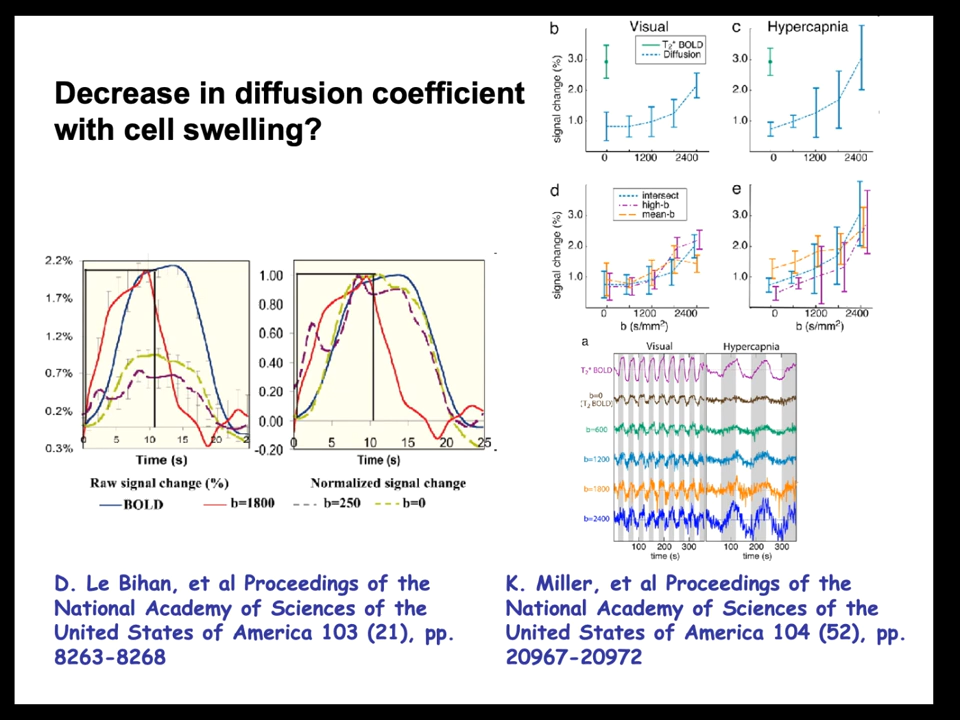 Decrease in diffusion coefficient
with cell swelling?
b Visual
T₂* BOLD
Diffusion
signal change (%)
3.0
2.0
1.0
0 1200 2400
c Hypercapnia
3.0
2.0
1.0
0 1200 2400
d
intersect
high-b
mean-b
signal change (%)
3.0
2.0
1.0
0 1200 2400
b (s/mm²)
e
3.0
2.0
1.0
0 1200 2400
b (s/mm²)
2.2%
1.7%
1.2%
0.7%
0.2%
0.3%
0 5 10 15 20 2
Time (s)
1.00
0.80
0.60
0.40
0.20
0.00
-0.20
0 5 10 15 20 25
Time (s)
Raw signal change (%) Normalized signal change
BOLD b=1800 b=250 b=0
a
Visual Hypercapnia
T₂* BOLD
b=0
(T₂ BOLD)
b=600
b=1200
b=1800
b=2400
100 200 300 100 200 300
time (s) time (s)
D. Le Bihan, et al Proceedings of the
National Academy of Sciences of the
United States of America 103 (21), pp.
8263-8268
K. Miller, et al Proceedings of the
National Academy of Sciences of the
United States of America 104 (52), pp.
20967-20972